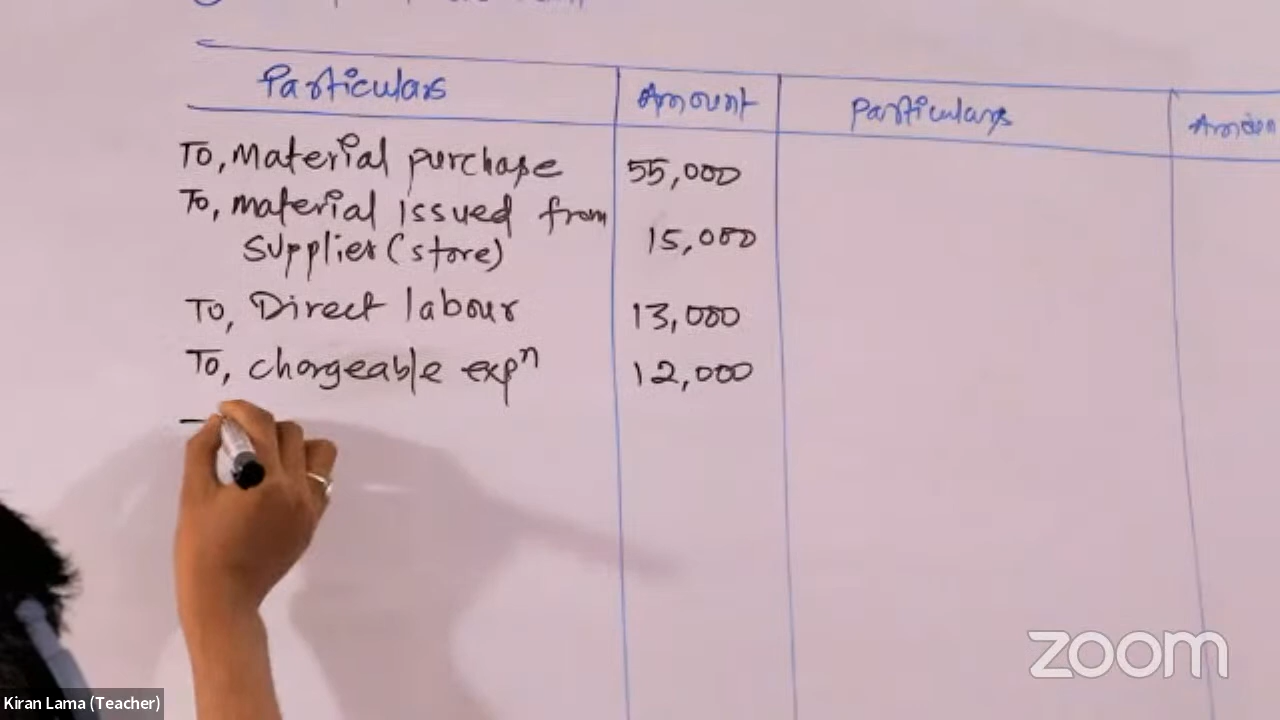 Particulars Amount Particulars Amoun
To, Material purchase 55,000
To, material issued from
Supplier (store) 15,000
To, Direct labour 13,000
To, chargeable expn 12,000
zoom
Kiran Lama (Teacher)